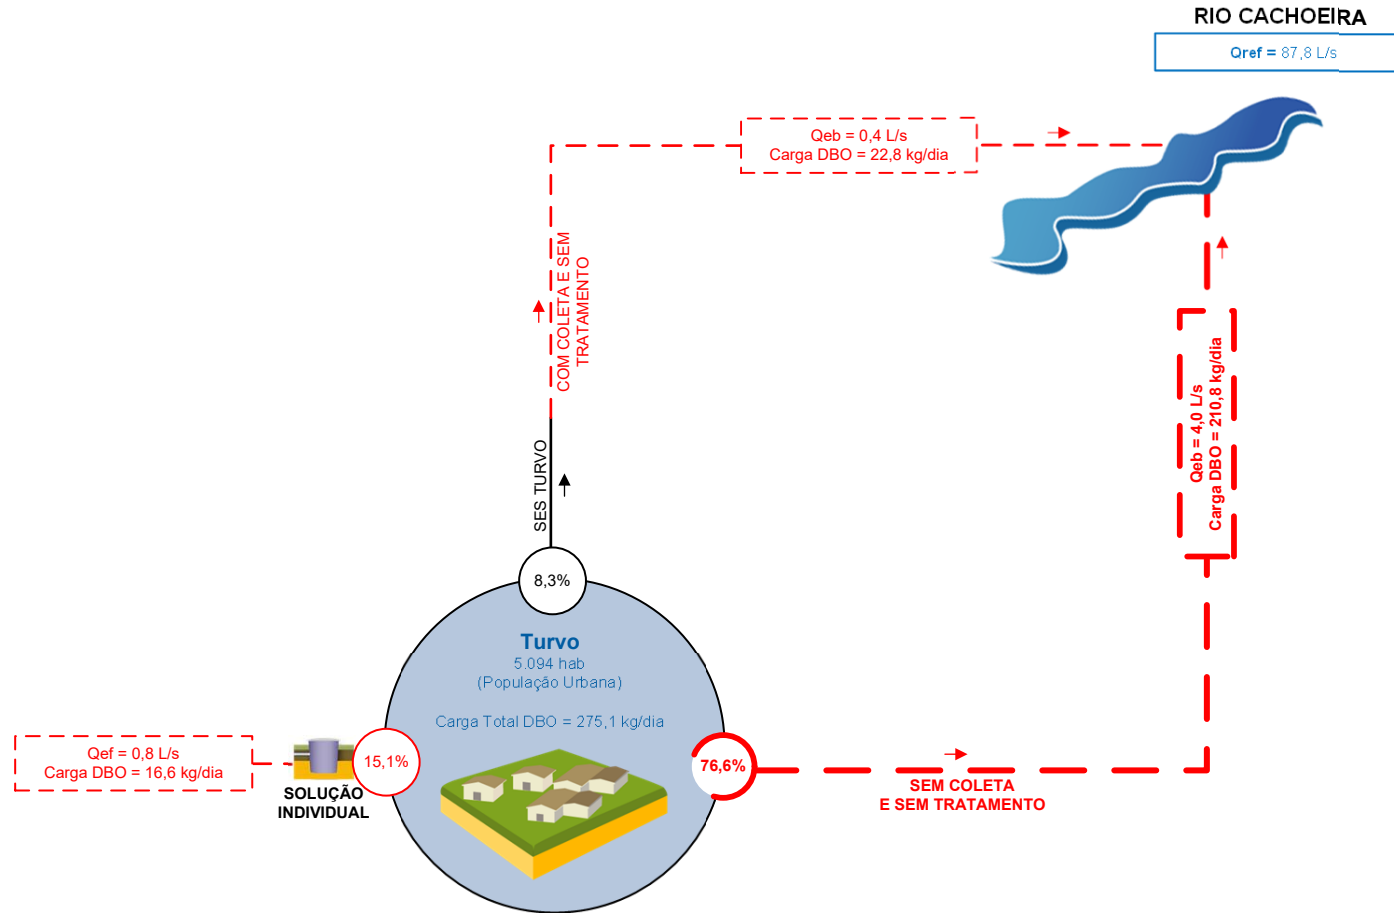 RIO CACHOEIRA
Qref = 87,8 L/s
Qeb = 0,4 L/s
Carga DBO = 22,8 kg/dia
COM COLETA E SEM
TRATAMENTO
SES TURVO
Qeb = 4,0 L/s
Carga DBO = 210,8 kg/dia
8,3%
Turvo
5.094 hab
(População Urbana)
Carga Total DBO = 275,1 kg/dia
Qef = 0,8 L/s
Carga DBO = 16,6 kg/dia
15,1%
SOLUÇÃO
INDIVIDUAL
76,6%
SEM COLETA
E SEM TRATAMENTO